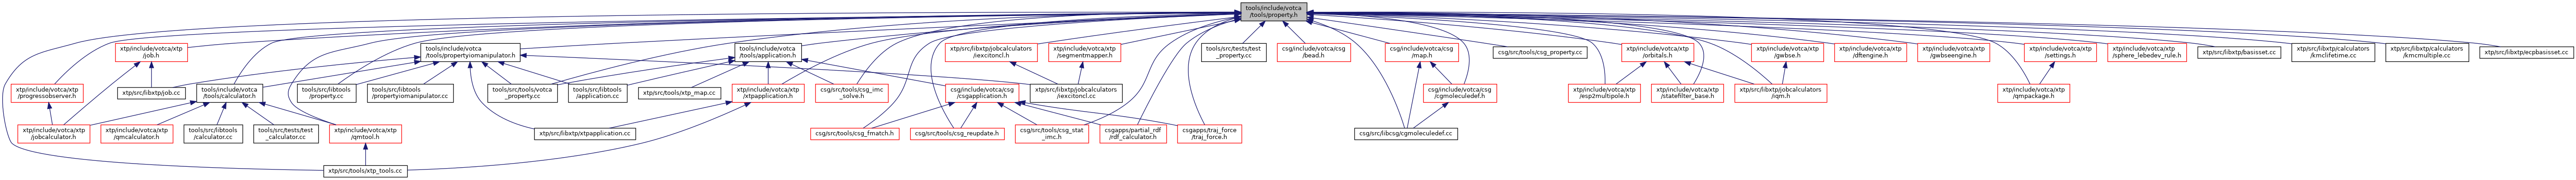 tools/include/votca
/tools/property.h
xtp/include/votca/xtp
/job.h
tools/include/votca
/tools/propertyiomanipulator.h
tools/include/votca
/tools/application.h
xtp/src/libxtp/jobcalculators
/iexcitoncl.h
xtp/include/votca/xtp
/segmentmapper.h
tools/src/tests/test
_property.cc
csg/include/votca/csg
/bead.h
csg/include/votca/csg
/map.h
csg/src/tools/csg_property.cc
xtp/include/votca/xtp
/orbitals.h
xtp/include/votca/xtp
/gwbse.h
xtp/include/votca/xtp
/dftengine.h
xtp/include/votca/xtp
/gwbseengine.h
xtp/include/votca/xtp
/settings.h
xtp/include/votca/xtp
/sphere_lebedev_rule.h
xtp/src/libxtp/basisset.cc
xtp/src/libxtp/calculators
/kmclifetime.cc
xtp/src/libxtp/calculators
/kmcmultiple.cc
xtp/src/libxtp/ecpbasisset.cc
xtp/include/votca/xtp
/progressobserver.h
xtp/src/libxtp/job.cc
tools/include/votca
/tools/calculator.h
tools/src/libtools
/property.cc
tools/src/libtools
/propertyiomanipulator.cc
tools/src/tools/votca
_property.cc
tools/src/libtools
/application.cc
xtp/src/tools/xtp_map.cc
xtp/include/votca/xtp
/xtpapplication.h
csg/src/tools/csg_imc
_solve.h
csg/include/votca/csg
/csgapplication.h
xtp/src/libxtp/jobcalculators
/iexcitoncl.cc
csg/include/votca/csg
/cgmoleculedef.h
xtp/include/votca/xtp
/esp2multipole.h
xtp/include/votca/xtp
/statefilter_base.h
xtp/src/libxtp/jobcalculators
/iqm.h
xtp/include/votca/xtp
/qmpackage.h
xtp/include/votca/xtp
/jobcalculator.h
xtp/include/votca/xtp
/qmcalculator.h
tools/src/libtools
/calculator.cc
tools/src/tests/test
_calculator.cc
xtp/include/votca/xtp
/qmtool.h
xtp/src/libxtp/xtpapplication.cc
csg/src/tools/csg_fmatch.h
csg/src/tools/csg_reupdate.h
csg/src/tools/csg_stat
_imc.h
csgapps/partial_rdf
/rdf_calculator.h
csgapps/traj_force
/traj_force.h
csg/src/libcsg/cgmoleculedef.cc
xtp/src/tools/xtp_tools.cc